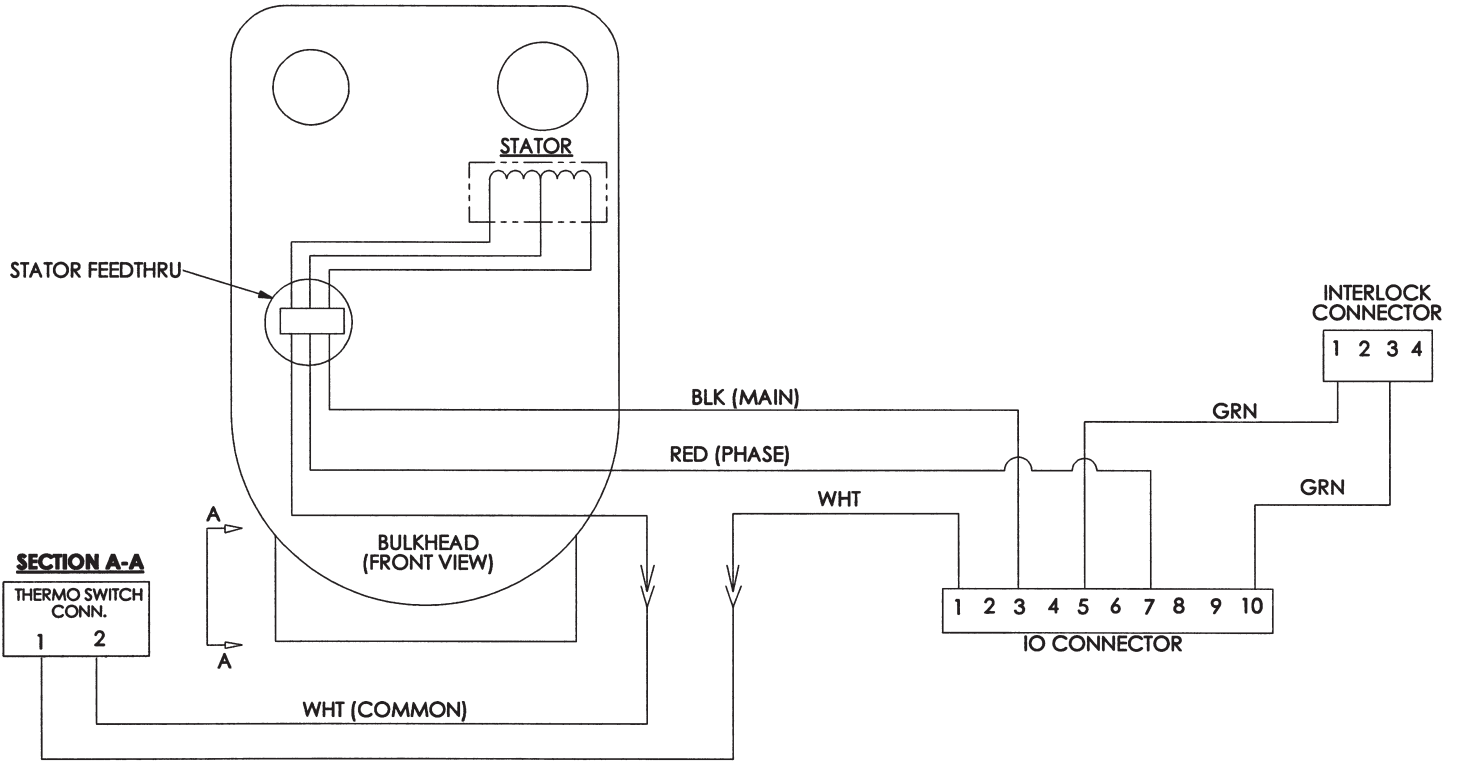 STATOR
STATOR FEEDTHRU
INTERLOCK
CONNECTOR
1 2 3 4
BLK (MAIN)
GRN
RED (PHASE)
GRN
WHT
A
BULKHEAD
(FRONT VIEW)
SECTION A-A
THERMO SWITCH
CONN.
1 2
A
1 2 3 4 5 6 7 8 9 10
IO CONNECTOR
WHT (COMMON)